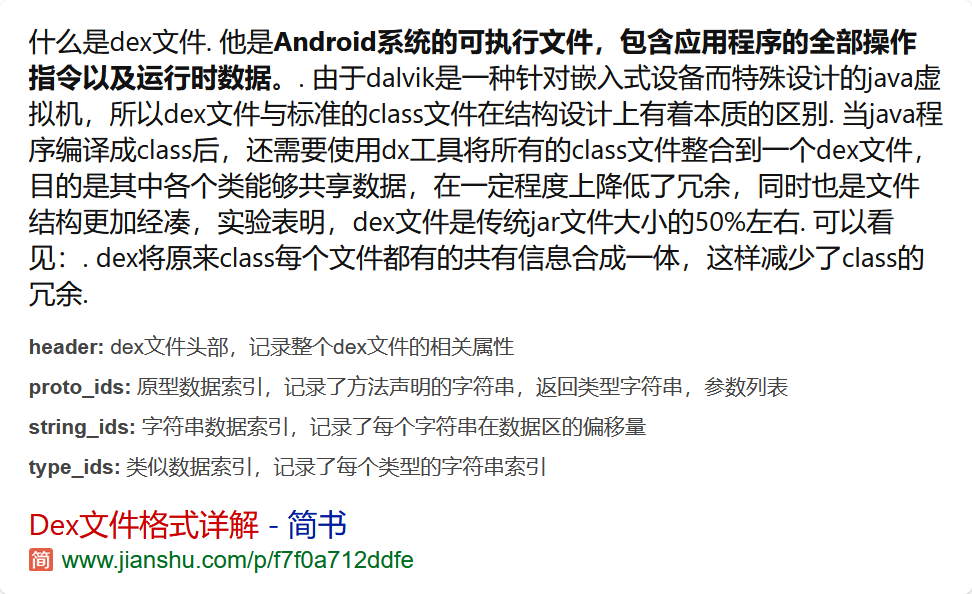 什么是dex文件. 他是Android系统的可执行文件，包含应用程序的全部操作
指令以及运行时数据。. 由于dalvik是一种针对嵌入式设备而特殊设计的java虚
拟机，所以dex文件与标准的class文件在结构设计上有着本质的区别. 当java程
序编译成class后，还需要使用dx工具将所有的class文件整合到一个dex文件，
目的是其中各个类能够共享数据，在一定程度上降低了冗余，同时也是文件
结构更加经凑，实验表明，dex文件是传统jar文件大小的50%左右. 可以看
见：. dex将原来class每个文件都有的共有信息合成一体，这样减少了class的
冗余.
header: dex文件头部，记录整个dex文件的相关属性
proto_ids: 原型数据索引，记录了方法声明的字符串，返回类型字符串，参数列表
string_ids: 字符串数据索引，记录了每个字符串在数据区的偏移量
type_ids: 类似数据索引，记录了每个类型的字符串索引
Dex文件格式详解 - 简书
简 www.jianshu.com/p/f7f0a712ddfe